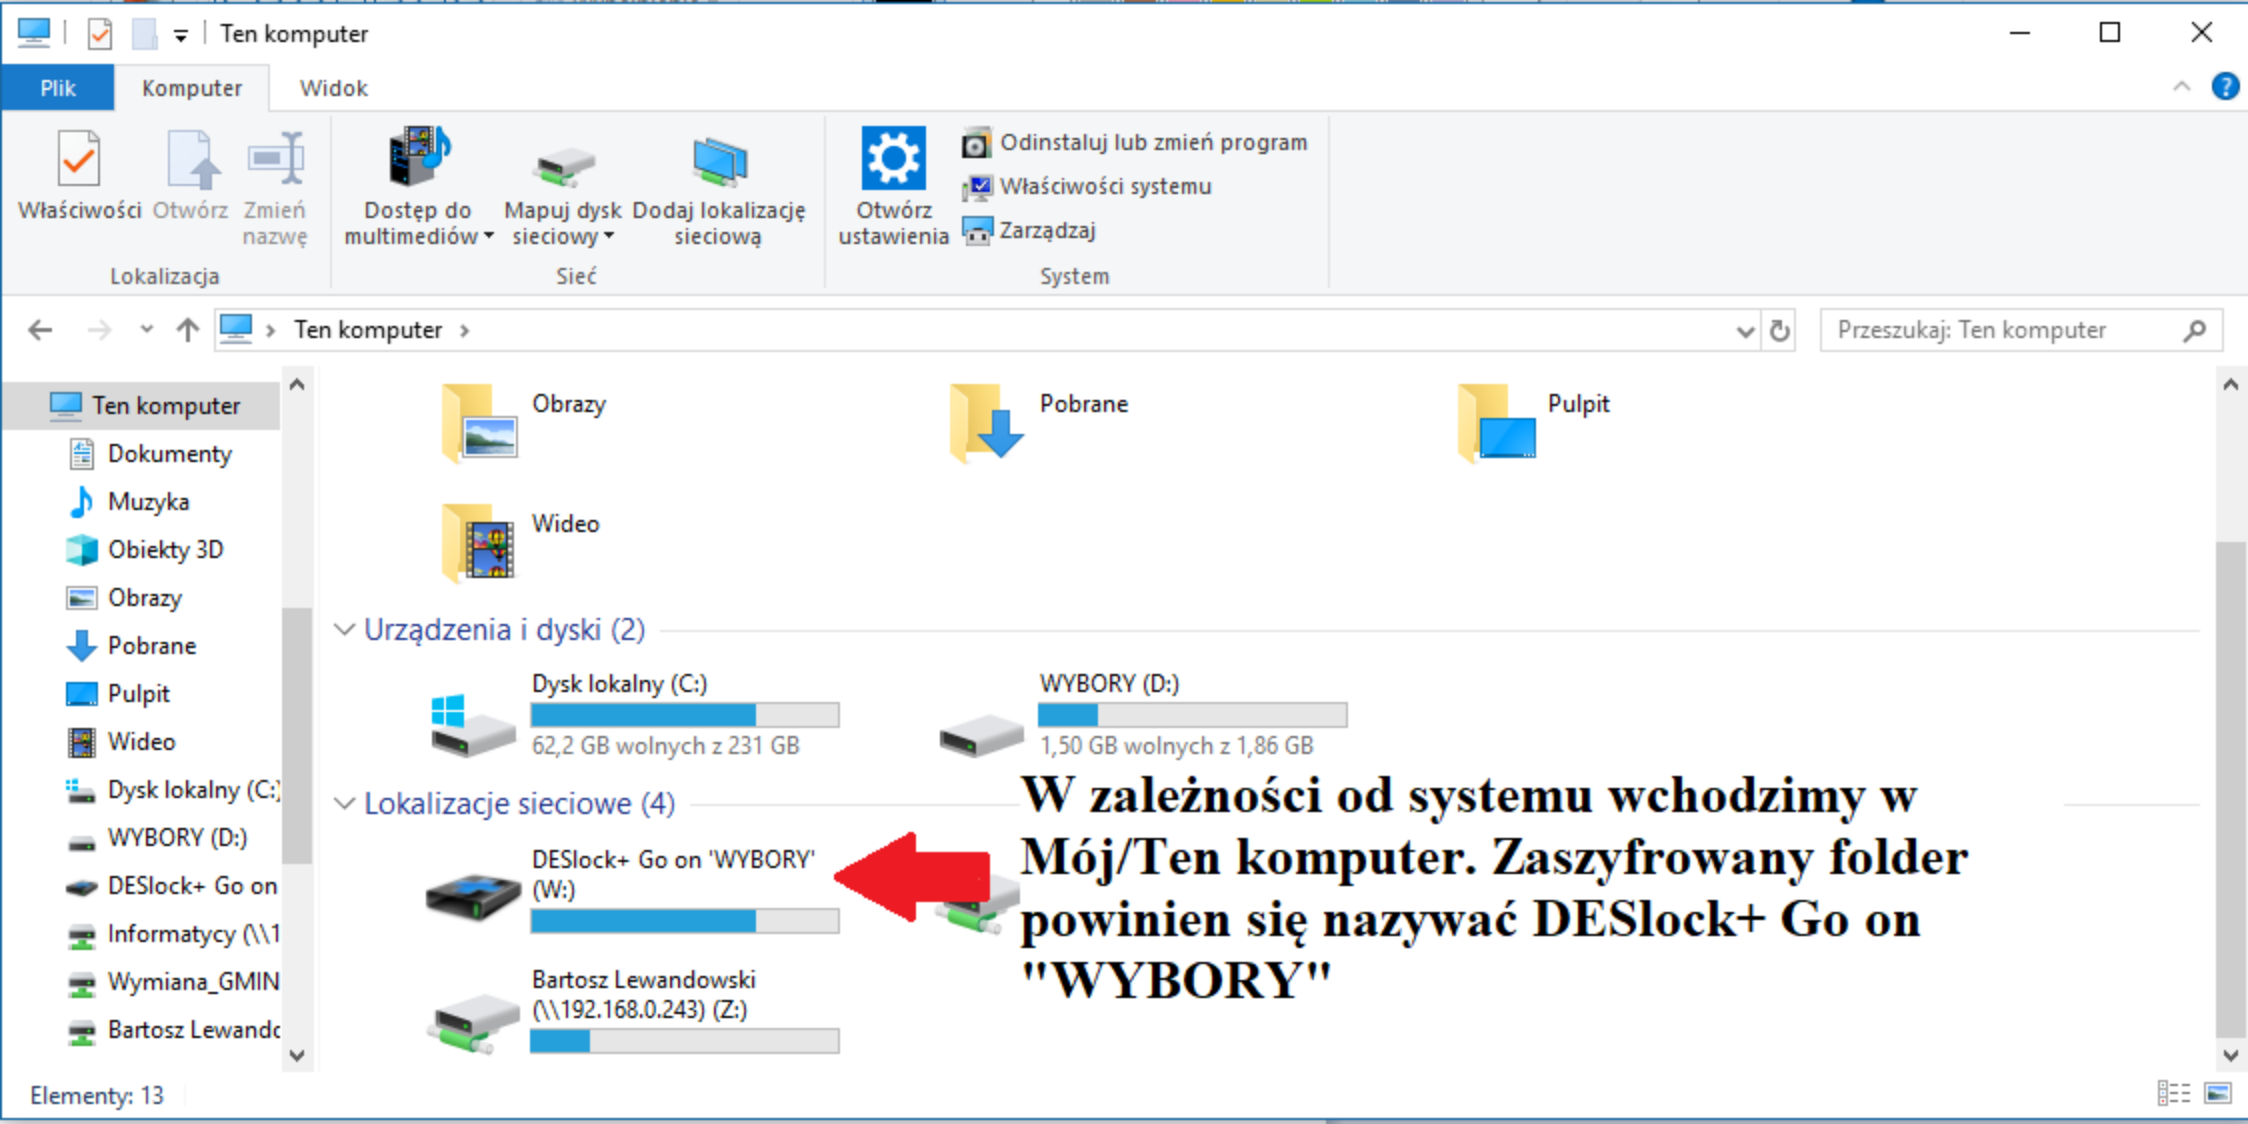 Ten komputer
Plik Komputer Widok
Właściwości Otwórz Zmień nazwę
Lokalizacja
Dostęp do multimediów Mapuj dysk sieciowy Dodaj lokalizację sieciową
Sieć
Otwórz ustawienia
Odinstaluj lub zmień program
Właściwości systemu
Zarządzaj
System
Ten komputer
Przeszukaj: Ten komputer
Ten komputer
Dokumenty
Muzyka
Obiekty 3D
Obrazy
Pobrane
Pulpit
Wideo
Dysk lokalny (C:)
WYBORY (D:)
DESlock+ Go on
Informatycy (\\1
Wymiana_GMIN
Bartosz Lewando
Obrazy Pobrane Pulpit
Wideo
Urządzenia i dyski (2)
Dysk lokalny (C:)
62,2 GB wolnych z 231 GB
WYBORY (D:)
1,50 GB wolnych z 1,86 GB
Lokalizacje sieciowe (4)
DESlock+ Go on 'WYBORY'
(W:)
Bartosz Lewandowski
(\\192.168.0.243) (Z:)
W zależności od systemu wchodzimy w
Mój/Ten komputer. Zaszyfrowany folder
powinien się nazywać DESlock+ Go on
"WYBORY"
Elementy: 13